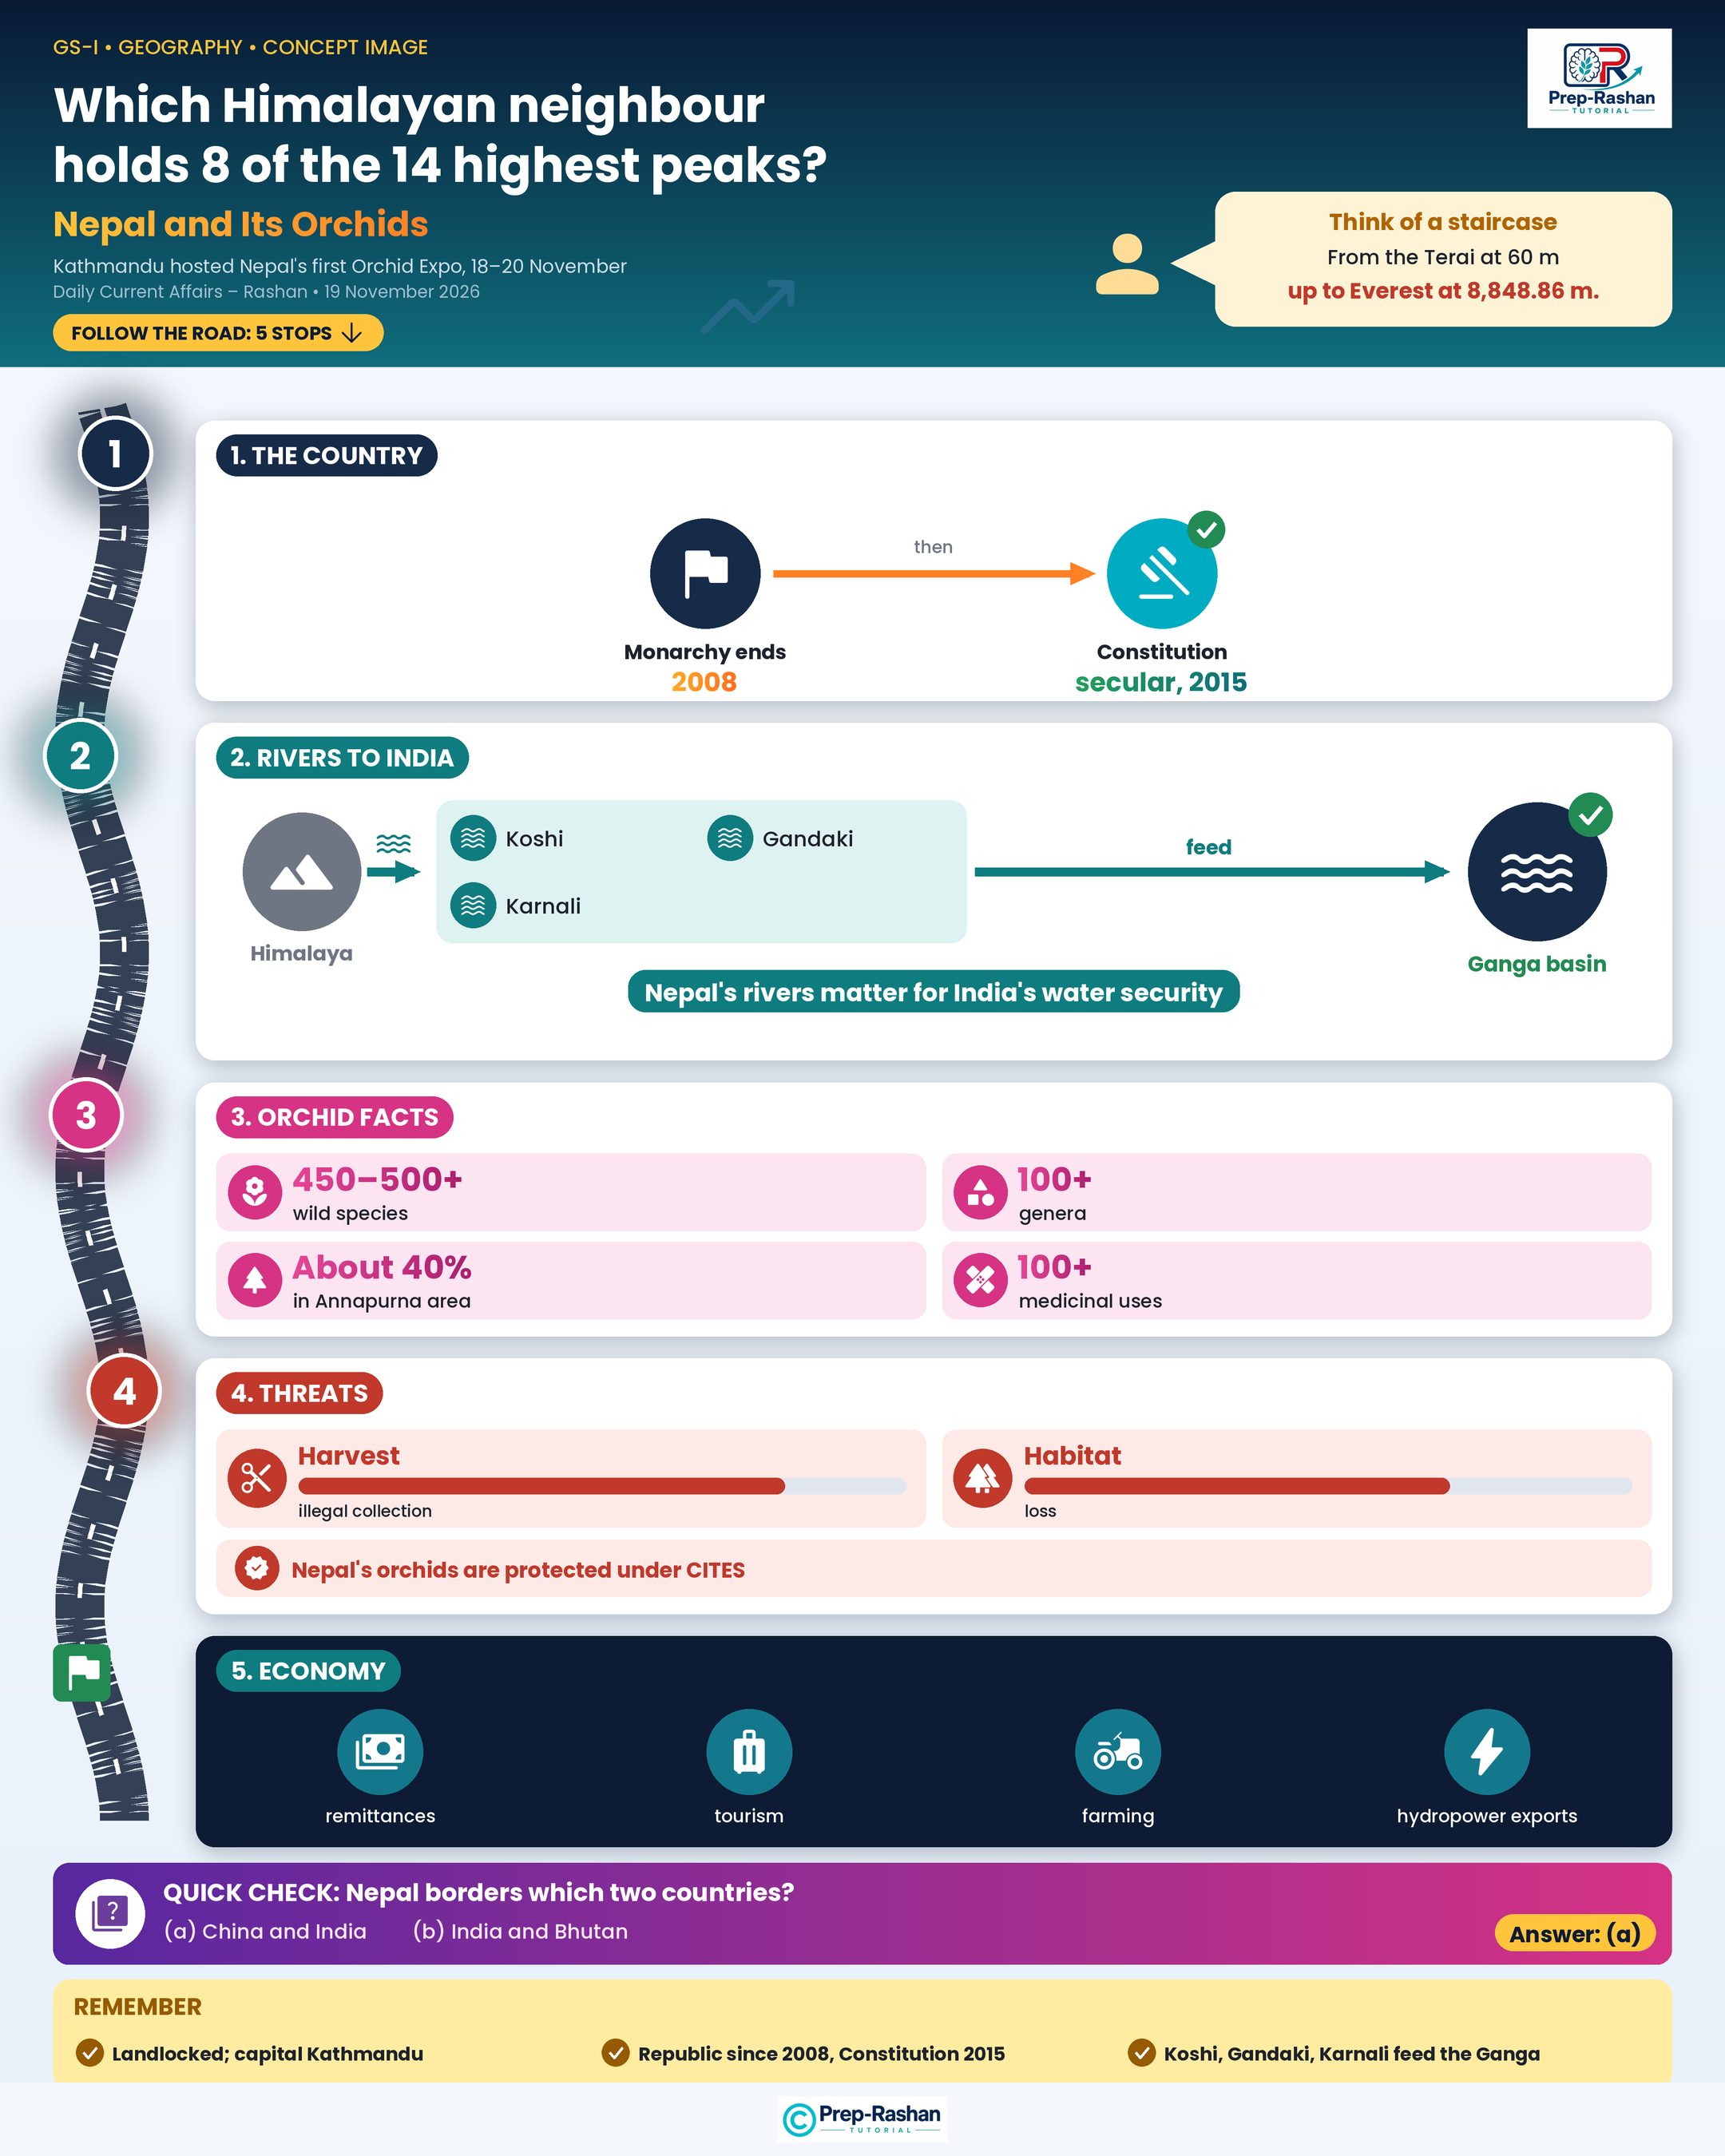 GS-I • GEOGRAPHY • CONCEPT IMAGE
Which Himalayan neighbour
holds 8 of the 14 highest peaks?
Nepal and Its Orchids
Kathmandu hosted Nepal's first Orchid Expo, 18–20 November
Daily Current Affairs – Rashan • 19 November 2026
FOLLOW THE ROAD: 5 STOPS
Prep-Rashan
TUTORIAL
Think of a staircase
From the Terai at 60 m
up to Everest at 8,848.86 m.
1
1. THE COUNTRY
then
Monarchy ends
2008
Constitution
secular, 2015
2
2. RIVERS TO INDIA
Himalaya
Koshi
Gandaki
Karnali
feed
Ganga basin
Nepal's rivers matter for India's water security
3
3. ORCHID FACTS
450–500+
wild species
100+
genera
About 40%
in Annapurna area
100+
medicinal uses
4
4. THREATS
Harvest
illegal collection
Habitat
loss
Nepal's orchids are protected under CITES
5. ECONOMY
remittances
tourism
farming
hydropower exports
?
QUICK CHECK: Nepal borders which two countries?
(a) China and India (b) India and Bhutan
Answer: (a)
REMEMBER
Landlocked; capital Kathmandu
Republic since 2008, Constitution 2015
Koshi, Gandaki, Karnali feed the Ganga
© Prep-Rashan
TUTORIAL